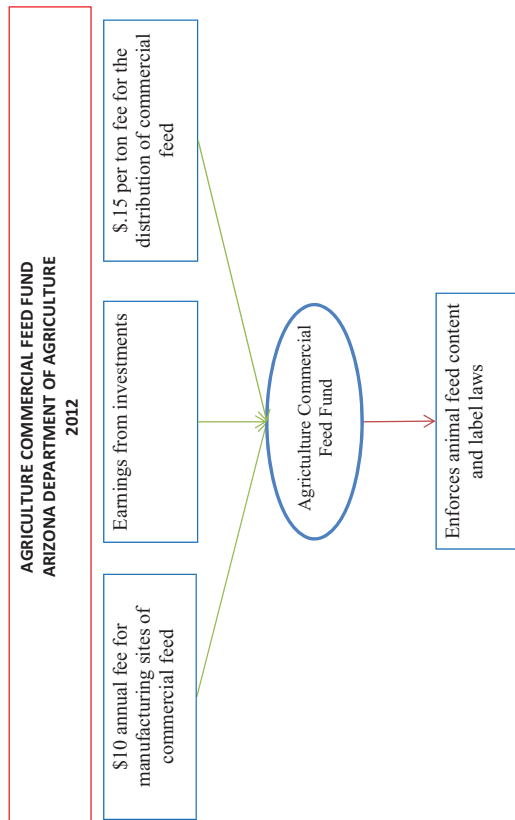 AGRICULTURE COMMERCIAL FEED FUND
ARIZONA DEPARTMENT OF AGRICULTURE
2012
$10 annual fee for
manufacturing sites of
commercial feed
Earnings from investments
$.15 per ton fee for the
distribution of commercial
feed
Agrictulture Commercial
Feed Fund
Enforces animal feed content
and label laws